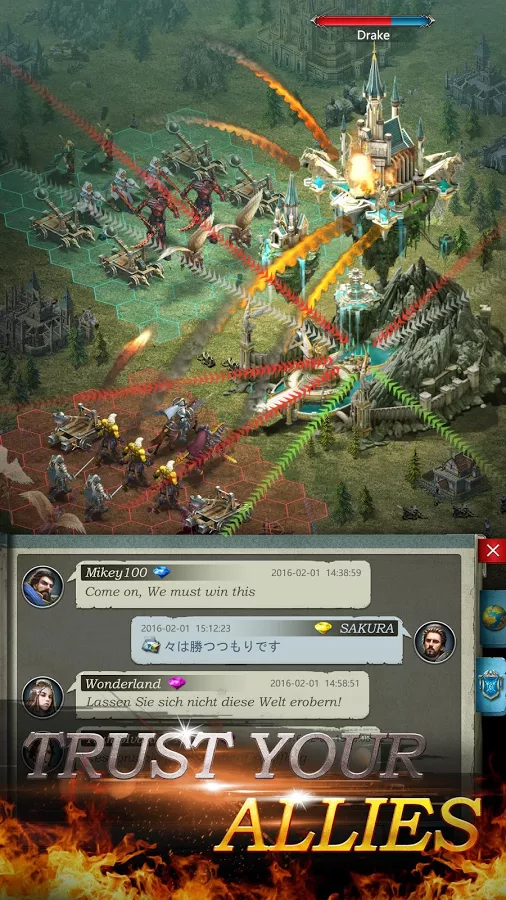 Drake
Mikey100 2016-02-01 14:38:59
Come on, We must win this
2016-02-01 15:12:23 SAKURA
々は勝つつもりです
Wonderland 2016-02-01 14:58:51
Lassen Sie sich nicht diese Welt erobern!
TRUST YOUR
ALLIES